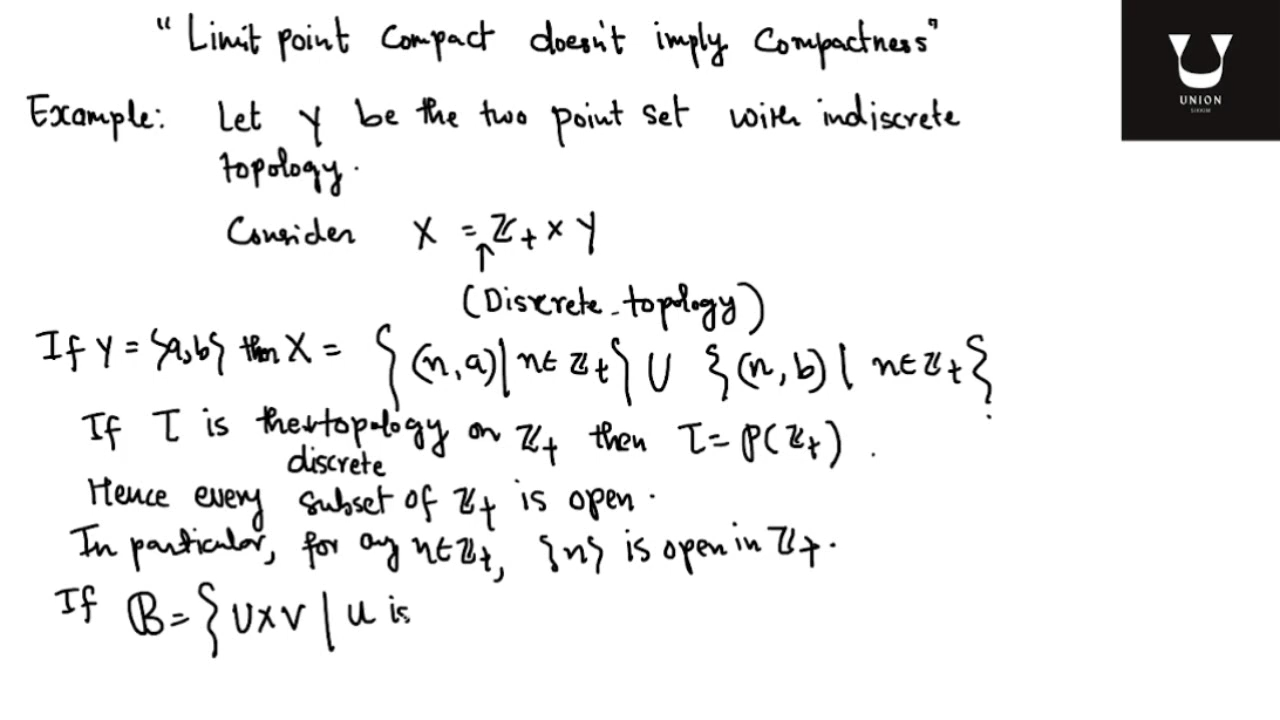 "Limit point Compact doesn't imply Compactness"
UNION
Example: Let Y be the two point set with indiscrete
topology.
Consider X = ℤ₊ × Y
↑
(Discrete topology)
If Y = {a,b} then X = {(n, a) | n ∈ ℤ₊} ∪ {(n, b) | n ∈ ℤ₊}.
If τ is the topology on ℤ₊ then τ = P(ℤ₊).
discrete
Hence every subset of ℤ₊ is open.
In particular, for any n ∈ ℤ₊, {n} is open in ℤ₊.
If 𝔹 = { U × V | U is